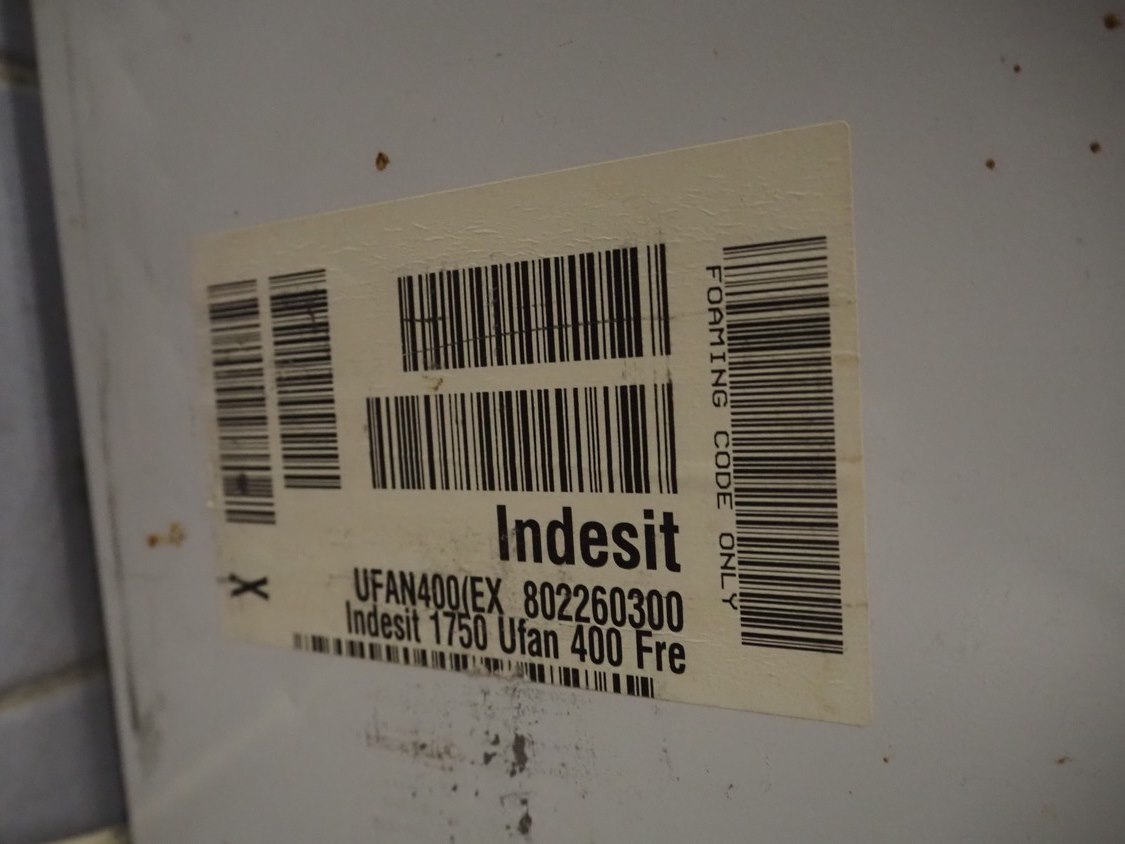 X
Indesit
UFAN400(EX 802260300
Indesit 1750 Ufan 400 Fre
FOAMING CODE ONLY